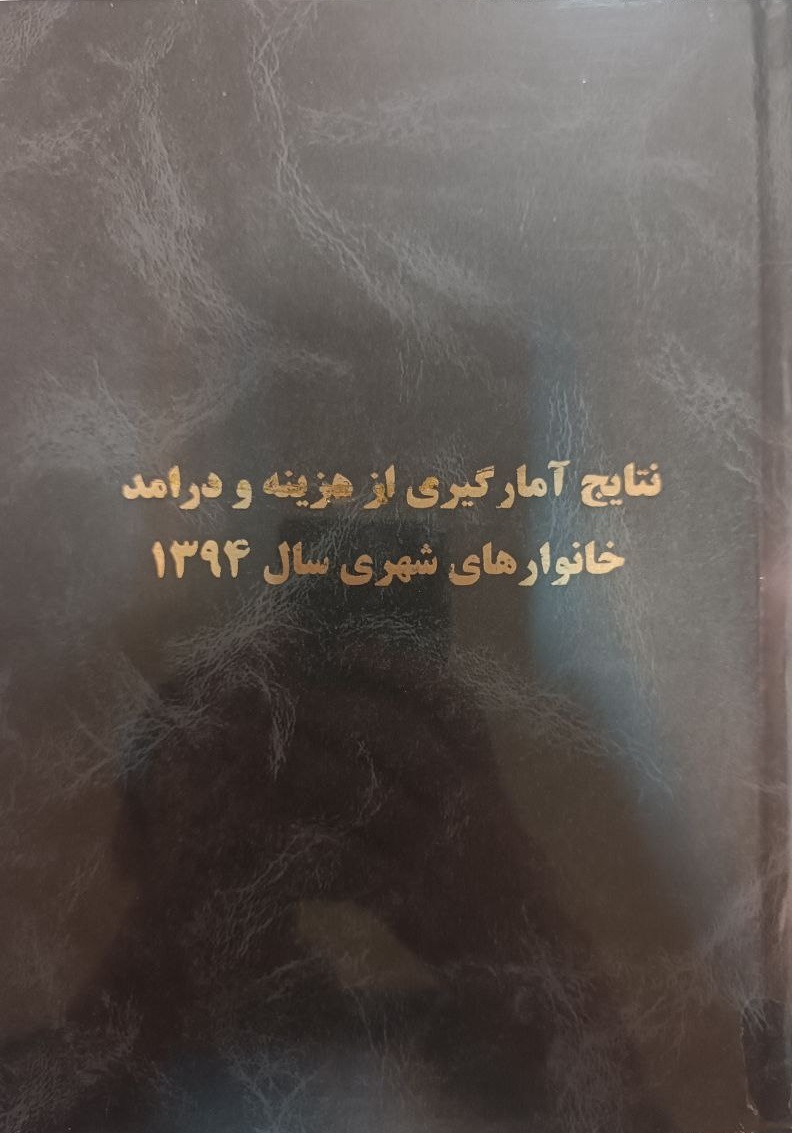 نتایج آمارگیری از هزینه و درامد
خانوارهای شهری سال ۱۳۹۴